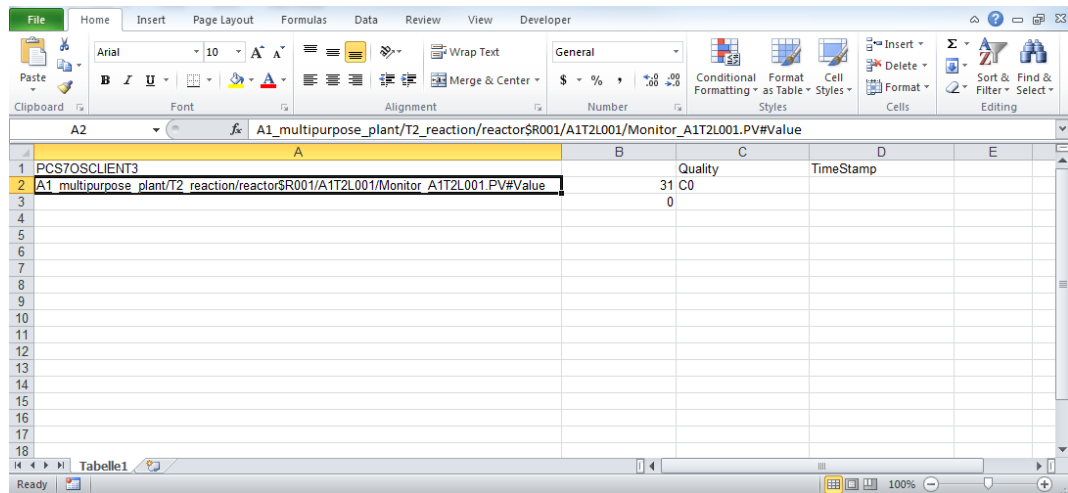 File Home Insert Page Layout Formulas Data Review View Developer
Arial 10 A A Wrap Text General Insert Σ
Paste Delete
B I U A Merge & Center $ % , .0 .00 .00 .0 Conditional Formatting Format as Table Cell Styles Format Sort & Filter Find & Select
Clipboard Font Alignment Number Styles Cells Editing
A2 fx A1_multipurpose_plant/T2_reaction/reactor$R001/A1T2L001/Monitor_A1T2L001.PV#Value
A B C D E
1 PCS7OSCLIENT3 Quality TimeStamp
2 A1_multipurpose_plant/T2_reaction/reactor$R001/A1T2L001/Monitor_A1T2L001.PV#Value 31 C0
3 0
4
5
6
7
8
9
10
11
12
13
14
15
16
17
18
Tabelle1
Ready 100%